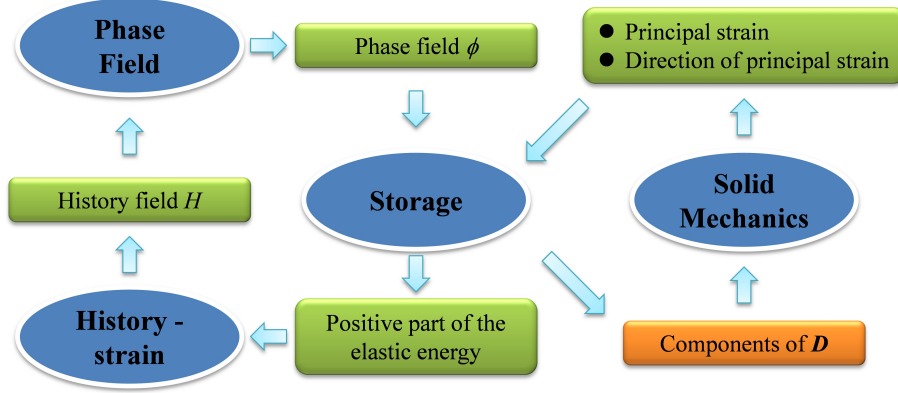 Phase
Field
Phase field ϕ
● Principal strain
● Direction of principal strain
History field H
Storage
Solid
Mechanics
History -
strain
Positive part of the
elastic energy
Components of D